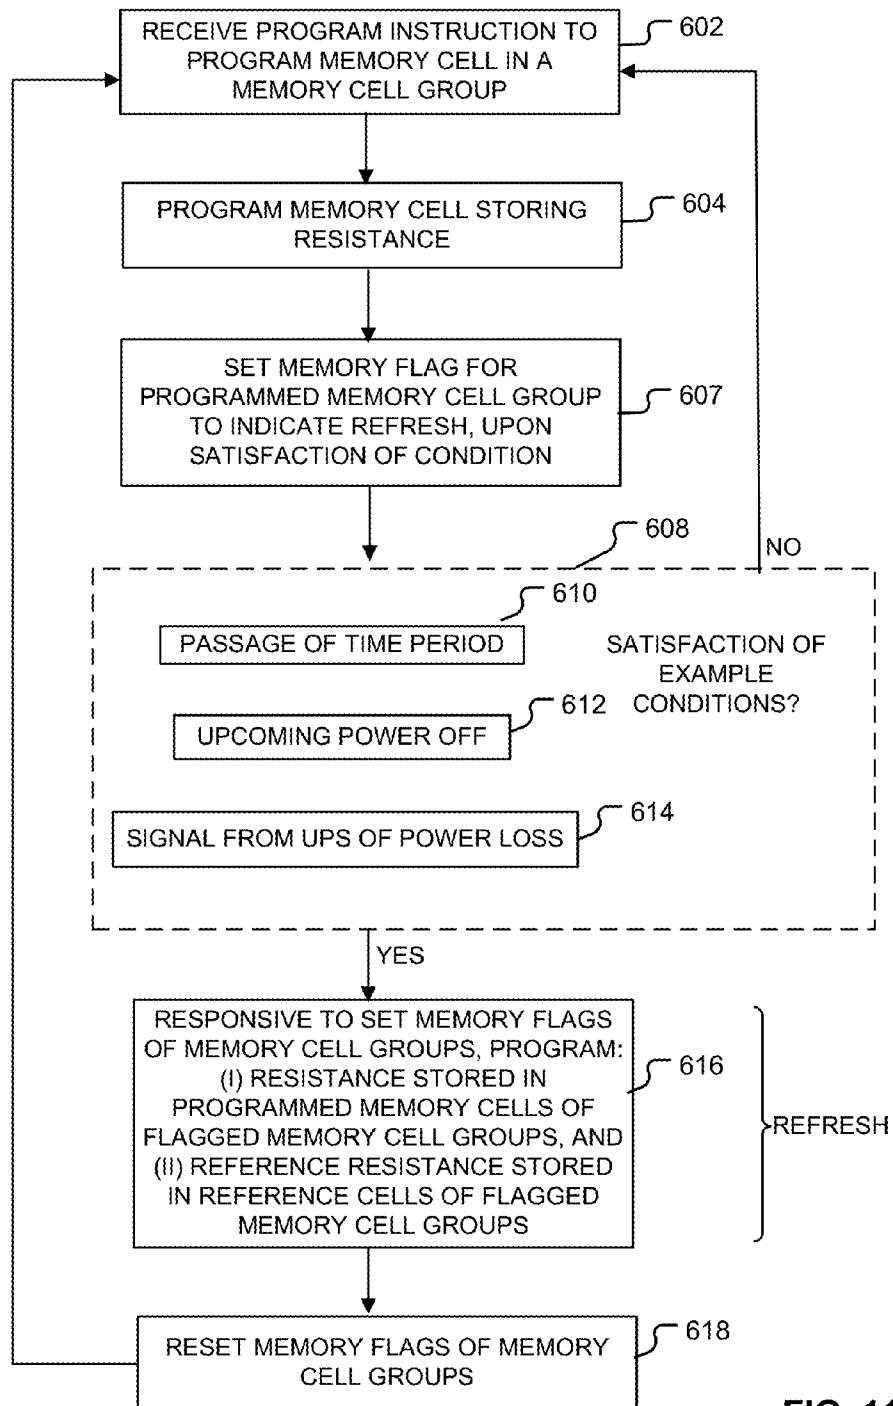 RECEIVE PROGRAM INSTRUCTION TO
PROGRAM MEMORY CELL IN A
MEMORY CELL GROUP
602
PROGRAM MEMORY CELL STORING
RESISTANCE
604
SET MEMORY FLAG FOR
PROGRAMMED MEMORY CELL GROUP
TO INDICATE REFRESH, UPON
SATISFACTION OF CONDITION
607
608
NO
610
PASSAGE OF TIME PERIOD
SATISFACTION OF
EXAMPLE
CONDITIONS?
612
UPCOMING POWER OFF
614
SIGNAL FROM UPS OF POWER LOSS
YES
RESPONSIVE TO SET MEMORY FLAGS
OF MEMORY CELL GROUPS, PROGRAM:
(I) RESISTANCE STORED IN
PROGRAMMED MEMORY CELLS OF
FLAGGED MEMORY CELL GROUPS, AND
(II) REFERENCE RESISTANCE STORED
IN REFERENCE CELLS OF FLAGGED
MEMORY CELL GROUPS
616
REFRESH
RESET MEMORY FLAGS OF MEMORY
CELL GROUPS
618